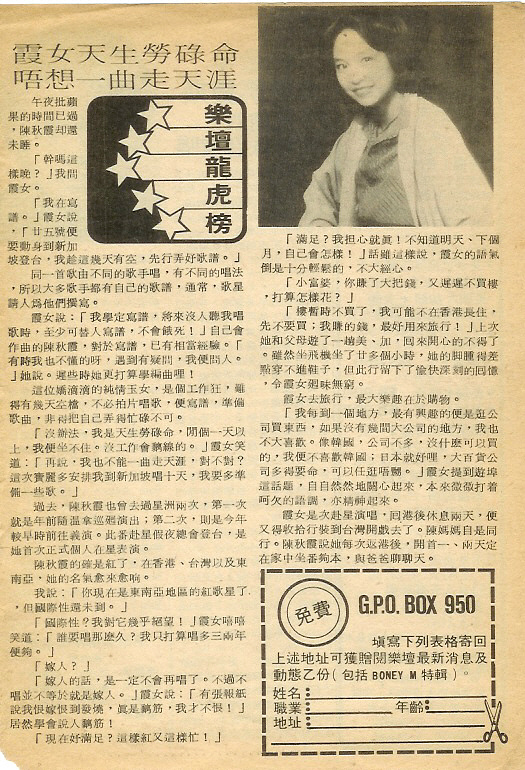 霞女天生勞碌命
唔想一曲走天涯
樂壇龍虎榜
午夜批蘋
果的時間已過
，陳秋霞却還
未睡。
「幹嗎這
樣晚？」我問
霞女。
「我在寫
譜。」霞女說
，「廿五號便
要動身到新加
坡登台，我趁這幾天有空，先行弄好歌譜。」
同一首歌由不同的歌手唱，有不同的唱法
，所以大多歌手都有自己的歌譜，通常，歌星
請人爲他們撰寫。
霞女說：「我學定寫譜，將來沒人聽我唱
歌時，至少可替人寫譜，不會餓死！」自己會
作曲的陳秋霞，對於寫譜，已有相當經驗。「
有時我也不懂的呀，遇到有疑問，我便問人。
」她說。遲些時她更打算學編曲哩！
這位嬌滴滴的純情玉女，是個工作狂，難
得有幾天空檔，不必拍片唱歌，便寫譜，準備
歌曲，非得把自己弄得忙碌不可。
「沒辦法，我是天生勞碌命，閒個一天以
上，我便坐不住。沒工作會鵝線的。」霞女笑
道：「再說，我也不能一曲走天涯，對不對？
這次寶麗多安排我到新加坡唱十天，我要多準
備一些歌。」
過去，陳秋霞也曾去過星洲兩次，第一次
就是年前隨温拿巡廻演出；第二次，則是今年
較早時前往義演。此番赴星假夜總會登台，是
她首次正式個人在星表演。
陳秋霞的確是紅了，在香港、台灣以及東
南亞，她的名氣愈來愈响。
我說：「你現在是東南亞地區的紅歌星了
，但國際性還未到。」
「國際性？我對它幾乎絕望！」霞女嘻嘻
笑道：「誰要唱那麼久？我只打算唱多三兩年
便夠。」
「嫁人？」
「嫁人的話，是一定不會再唱了。不過不
唱並不等於就是嫁人。」霞女說：「有張報紙
說我恨嫁恨到發燒，眞是鵝筋，我才不恨！」
居然學會說人鵝筋！
「現在好滿足？這樣紅又這樣忙！」
「滿足？我担心就眞！不知道明天、下個
月，自己會怎樣！」話雖這樣說，霞女的語氣
倒是十分輕鬆的，不大經心。
「小富婆，你賺了大把錢，又遲遲不買樓
，打算怎樣花？」
「樓暫時不買了，我可能不在香港長住，
先不要買；我賺的錢，最好用來旅行！」上次
她和父母遊了一趟美、加，回來開心的不得了
。雖然坐飛機坐了廿多個小時，她的脚腫得差
點穿不進鞋子，但此行留下了愉快深刻的回憶
，令霞女廻味無窮。
霞女去旅行，最大樂趣在於購物。
「我每到一個地方，最有興趣的便是逛公
司買東西，如果沒有幾間大公司的地方，我也
不大喜歡。像韓國，公司不多，沒什麼可以買
的，我便不喜歡韓國；日本就好哩，大百貨公
司多得要命，可以任逛唔嬲。」霞女提到遊埠
這話題，自自然然地關心起來，本來微微打着
呵欠的語調，亦精神起來。
霞女是次赴星演唱，回港後休息兩天，便
又得收拾行裝到台灣開戲去了。陳媽媽自是同
行。陳秋霞說她每次返港後，開首一、兩天定
在家中坐番夠本，與爸爸聊聊天。
免費
G.P.O. BOX 950
填寫下列表格寄回
上述地址可獲贈閱樂壇最新消息及
動態乙份（包括 BONEY M 特輯）。
姓名：
職業：　年齡：
地址：